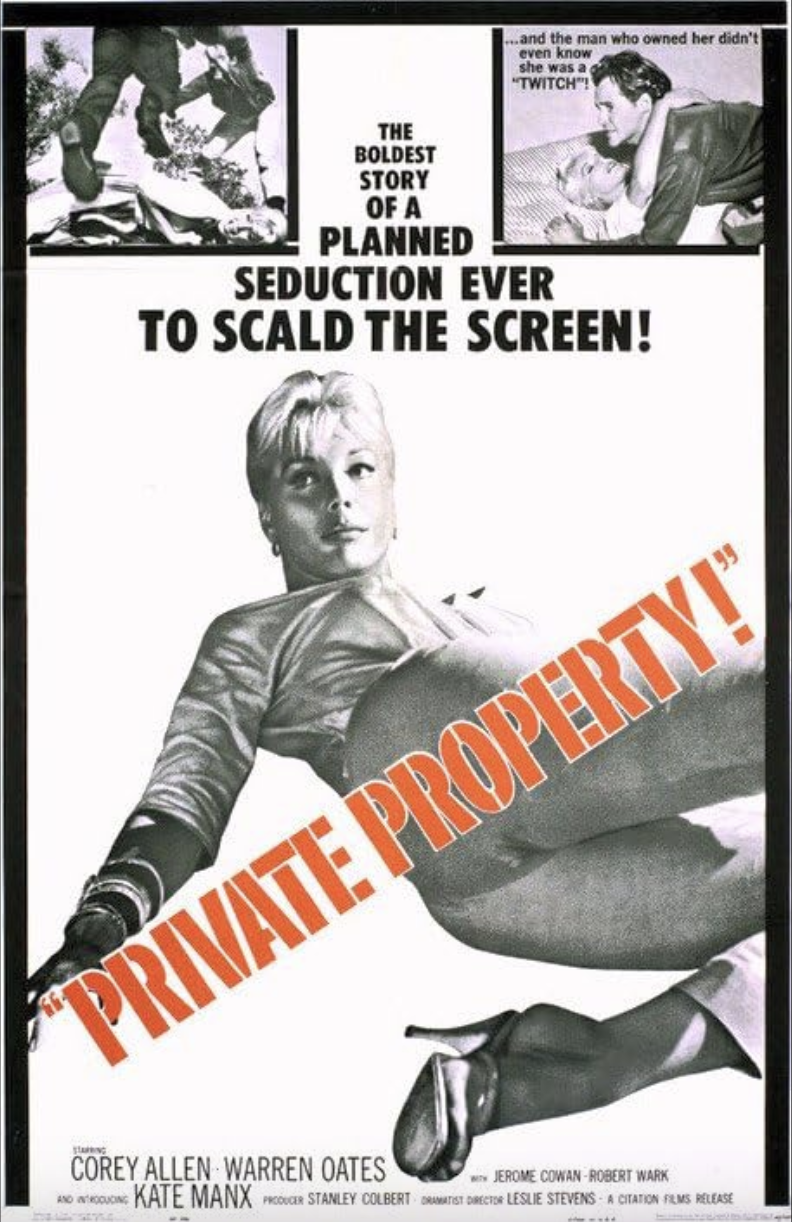 ...and the man who owned her didn't
even know
she was a
"TWITCH"!
THE
BOLDEST
STORY
OF A
PLANNED
SEDUCTION EVER
TO SCALD THE SCREEN!
"PRIVATE PROPERTY!"
STARRING
COREY ALLEN · WARREN OATES WITH JEROME COWAN · ROBERT WARK
AND INTRODUCING KATE MANX PRODUCER STANLEY COLBERT · DRAMATIST DIRECTOR LESLIE STEVENS · A CITATION FILMS RELEASE